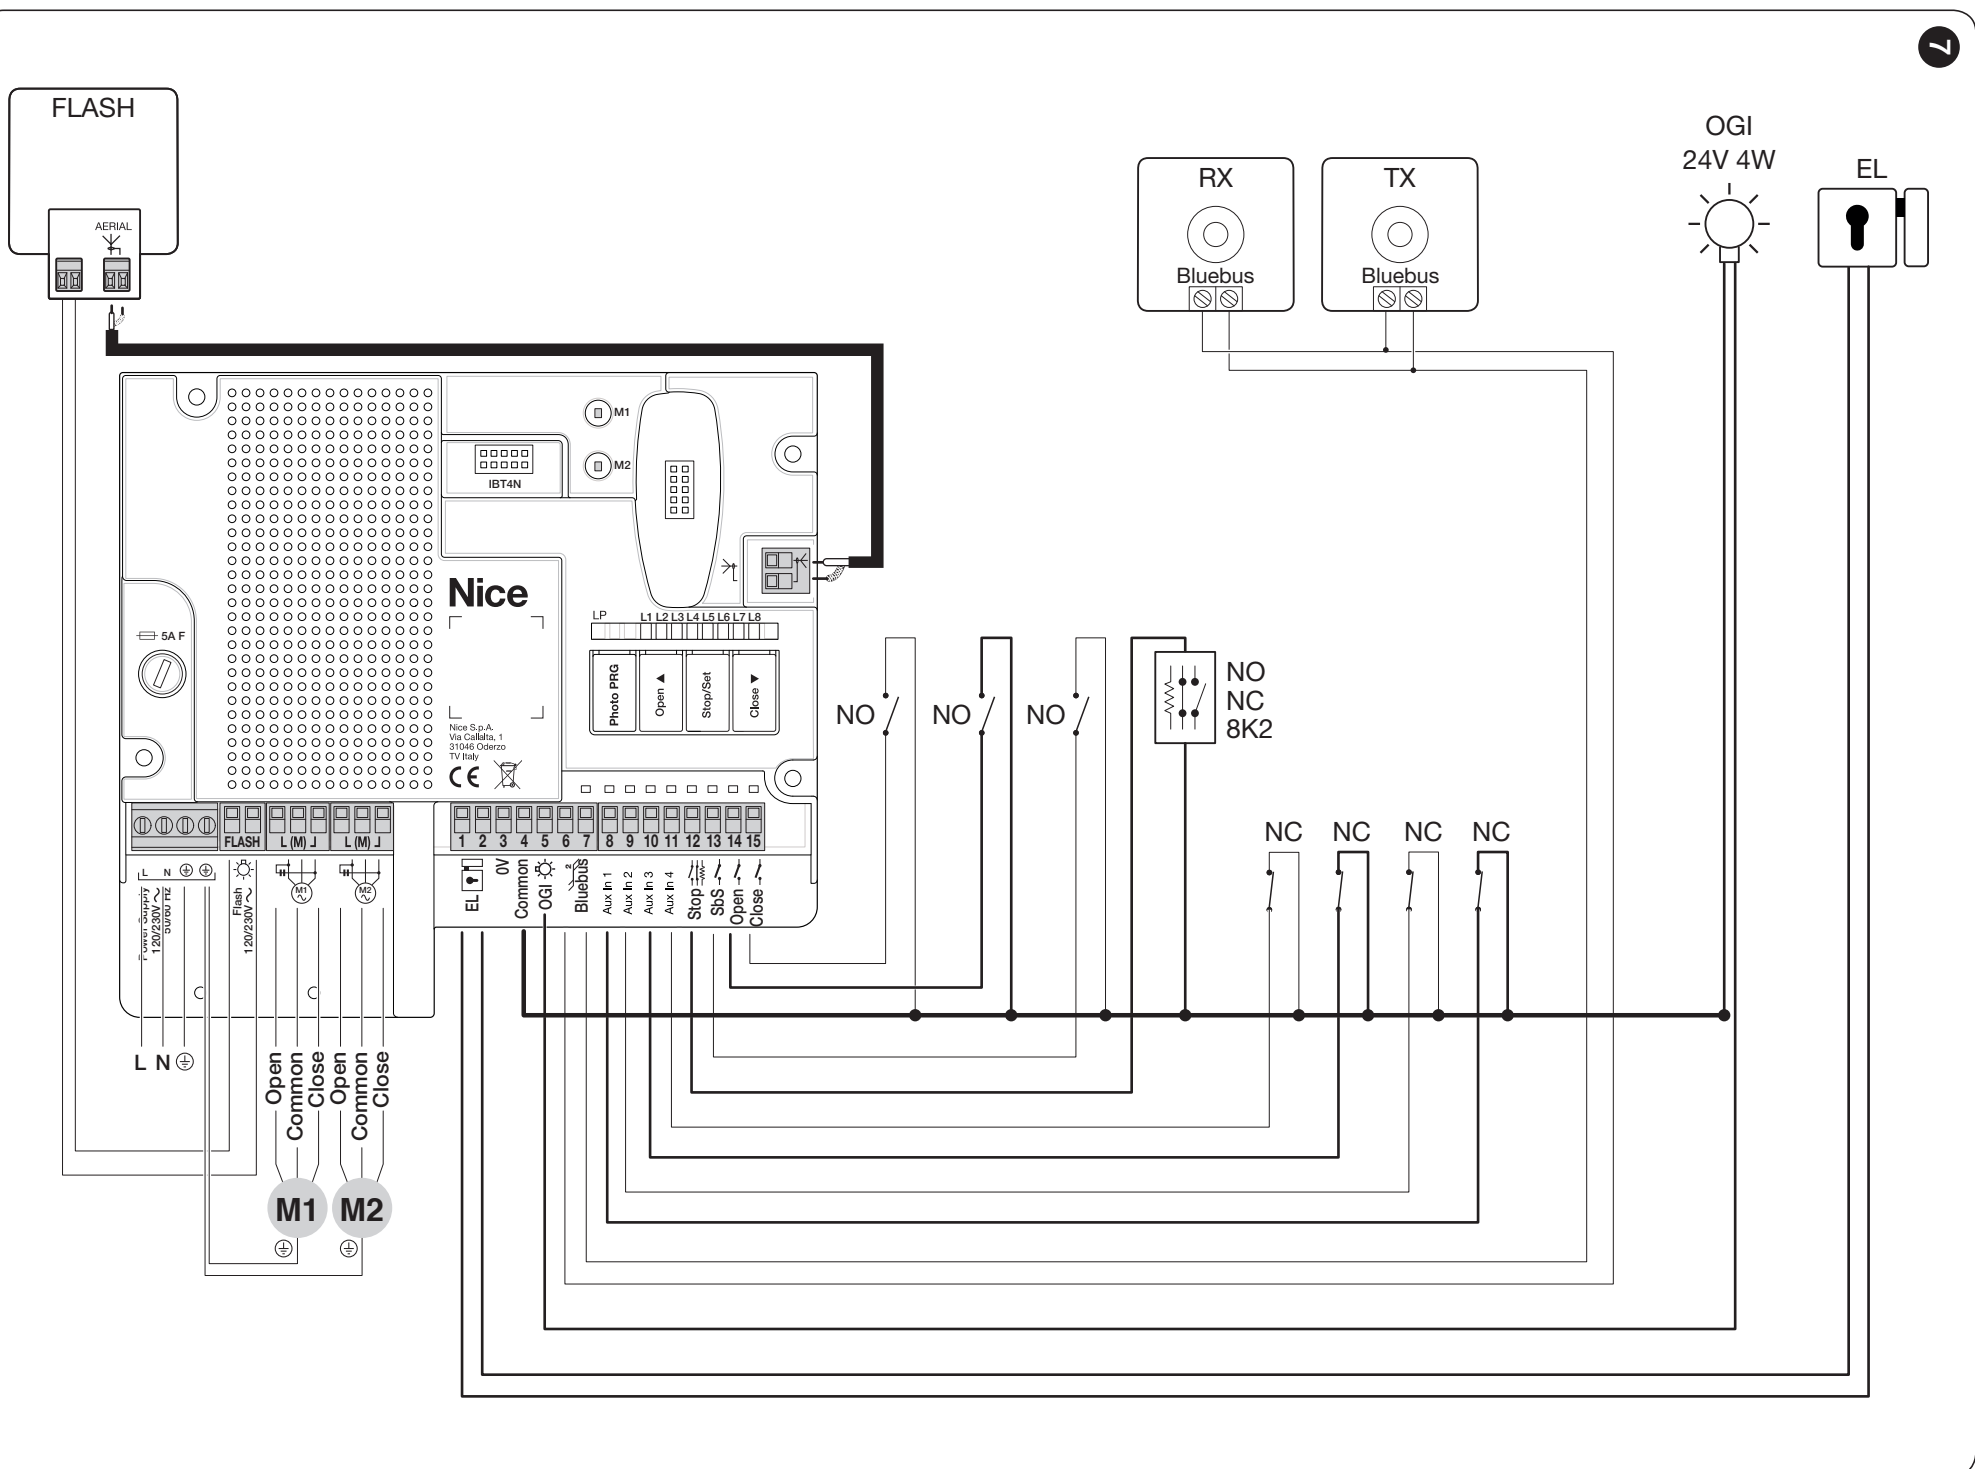 7
FLASH
AERIAL
RX
Bluebus
TX
Bluebus
OGI
24V 4W
EL
M1
M2
IBT4N
Nice
5A F
LP
L1 L2 L3 L4 L5 L6 L7 L8
Photo PRG
Open ▲
Stop/Set
Close ▼
Nice S.p.A.
Via Callalta, 1
31046 Oderzo
TV Italy
CE
NO
NO
NO
NO
NC
8K2
NC
NC
NC
NC
FLASH
L (M)
L (M)
1 2 3 4 5 6 7 8 9 10 11 12 13 14 15
L N
Power Supply
120/230V
50/60 Hz
Flash
120/230V
M1
M2
EL
0V
Common
OGI
2
Bluebus
Aux In 1
Aux In 2
Aux In 3
Aux In 4
Stop
SbS
Open
Close
L N
Open
Common
Close
Open
Common
Close
M1
M2